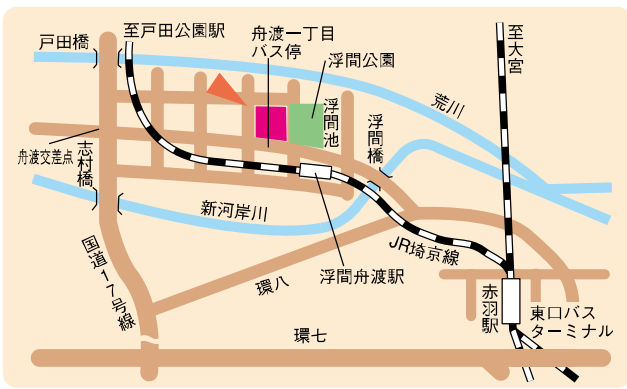 至戸田公園駅
舟渡一丁目
バス停
至大宮
戸田橋
浮間公園
荒川
浮間池
浮間橋
舟渡交差点
志村橋
新河岸川
国道17号線
JR埼京線
環八
浮間舟渡駅
赤羽駅
東口バス
ターミナル
環七